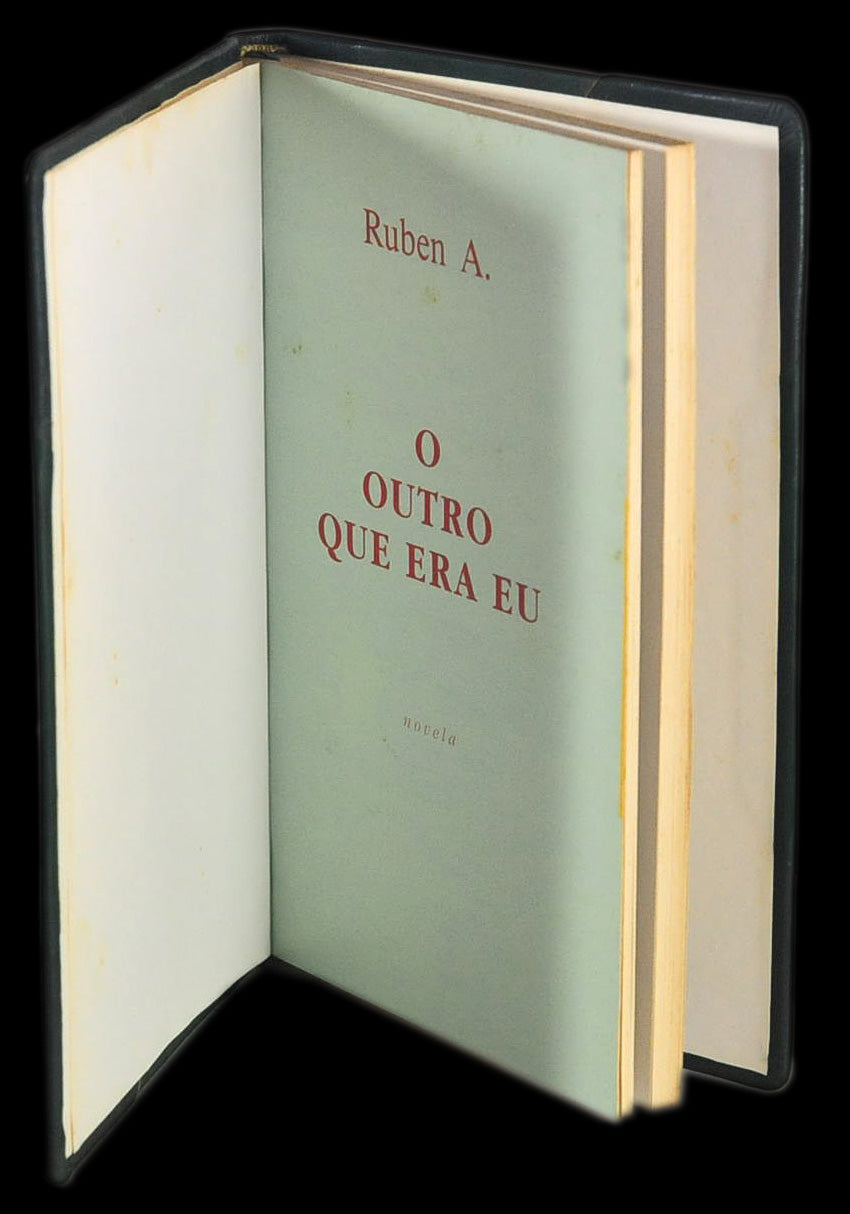 Ruben A.
O
OUTRO
QUE ERA EU
novela